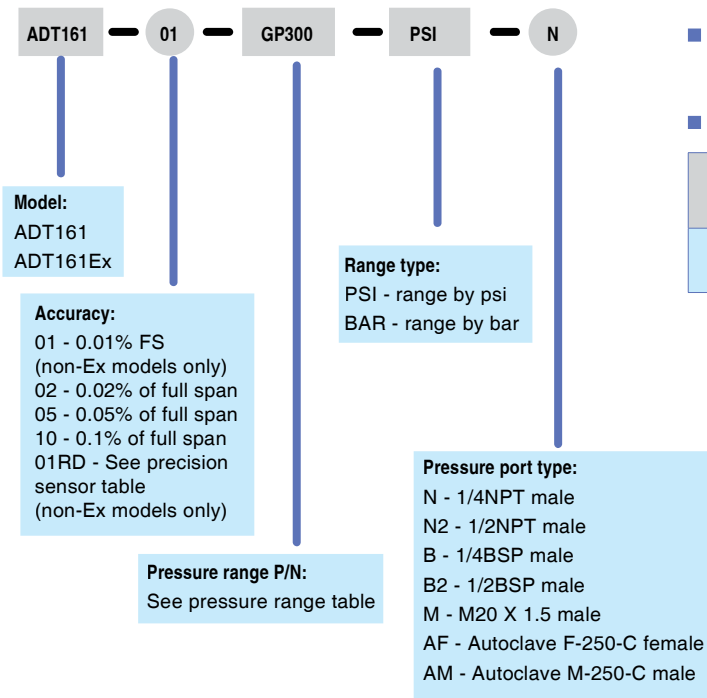 ADT161 01 GP300 PSI N
Model:
ADT161
ADT161Ex
Accuracy:
01 - 0.01% FS
(non-Ex models only)
02 - 0.02% of full span
05 - 0.05% of full span
10 - 0.1% of full span
01RD - See precision
sensor table
(non-Ex models only)
Pressure range P/N:
See pressure range table
Range type:
PSI - range by psi
BAR - range by bar
Pressure port type:
N - 1/4NPT male
N2 - 1/2NPT male
B - 1/4BSP male
B2 - 1/2BSP male
M - M20 X 1.5 male
AF - Autoclave F-250-C female
AM - Autoclave M-250-C male